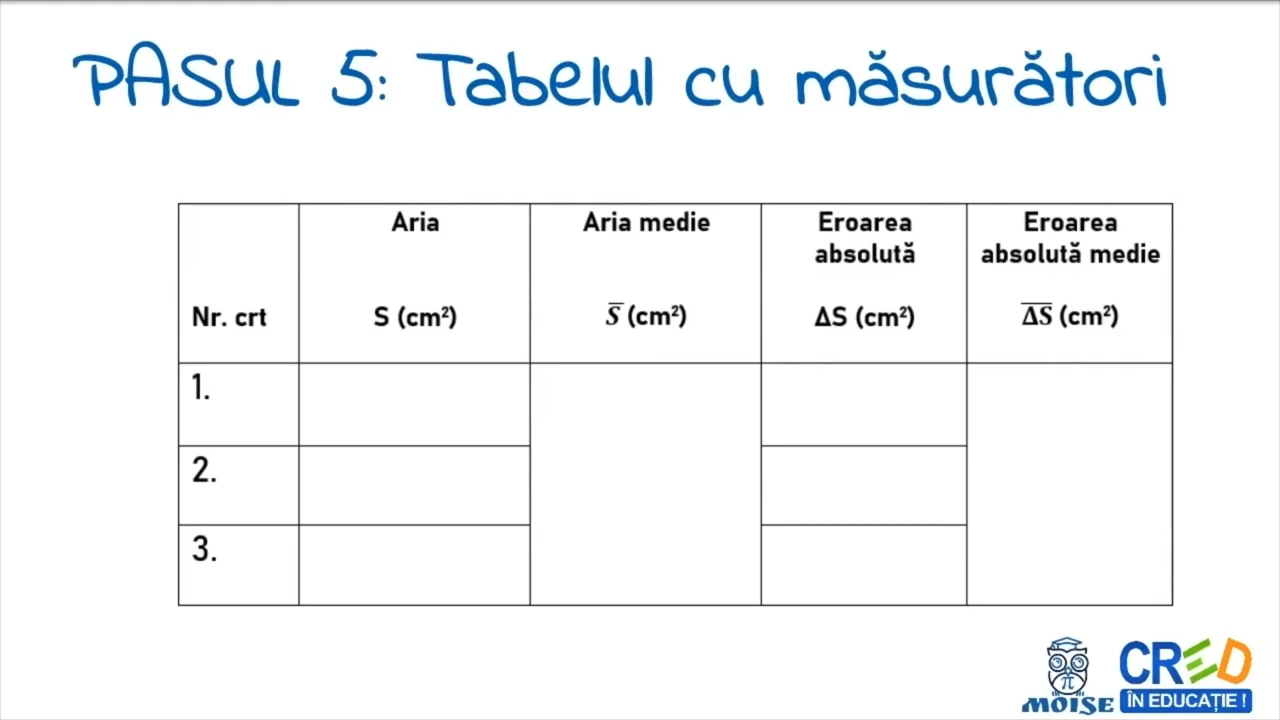 PASUL 5: Tabelul cu măsurători
Nr. crt
Aria
S (cm²)
Aria medie
S̅ (cm²)
Eroarea
absolută
ΔS (cm²)
Eroarea
absolută medie
Δ̅S̅ (cm²)
1.
2.
3.
π
MOISE
CRED
ÎN EDUCAȚIE!